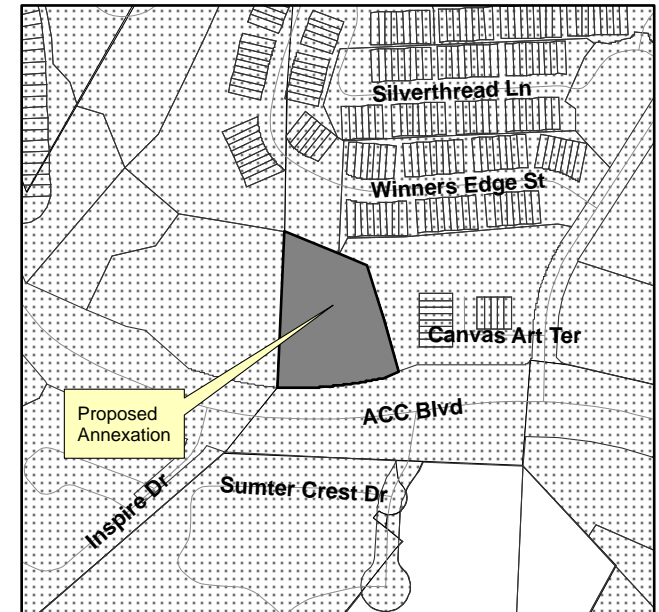 Silverthread Ln
Winners Edge St
Canvas Art Ter
Proposed
Annexation
ACC Blvd
Sumter Crest Dr
Inspire Dr